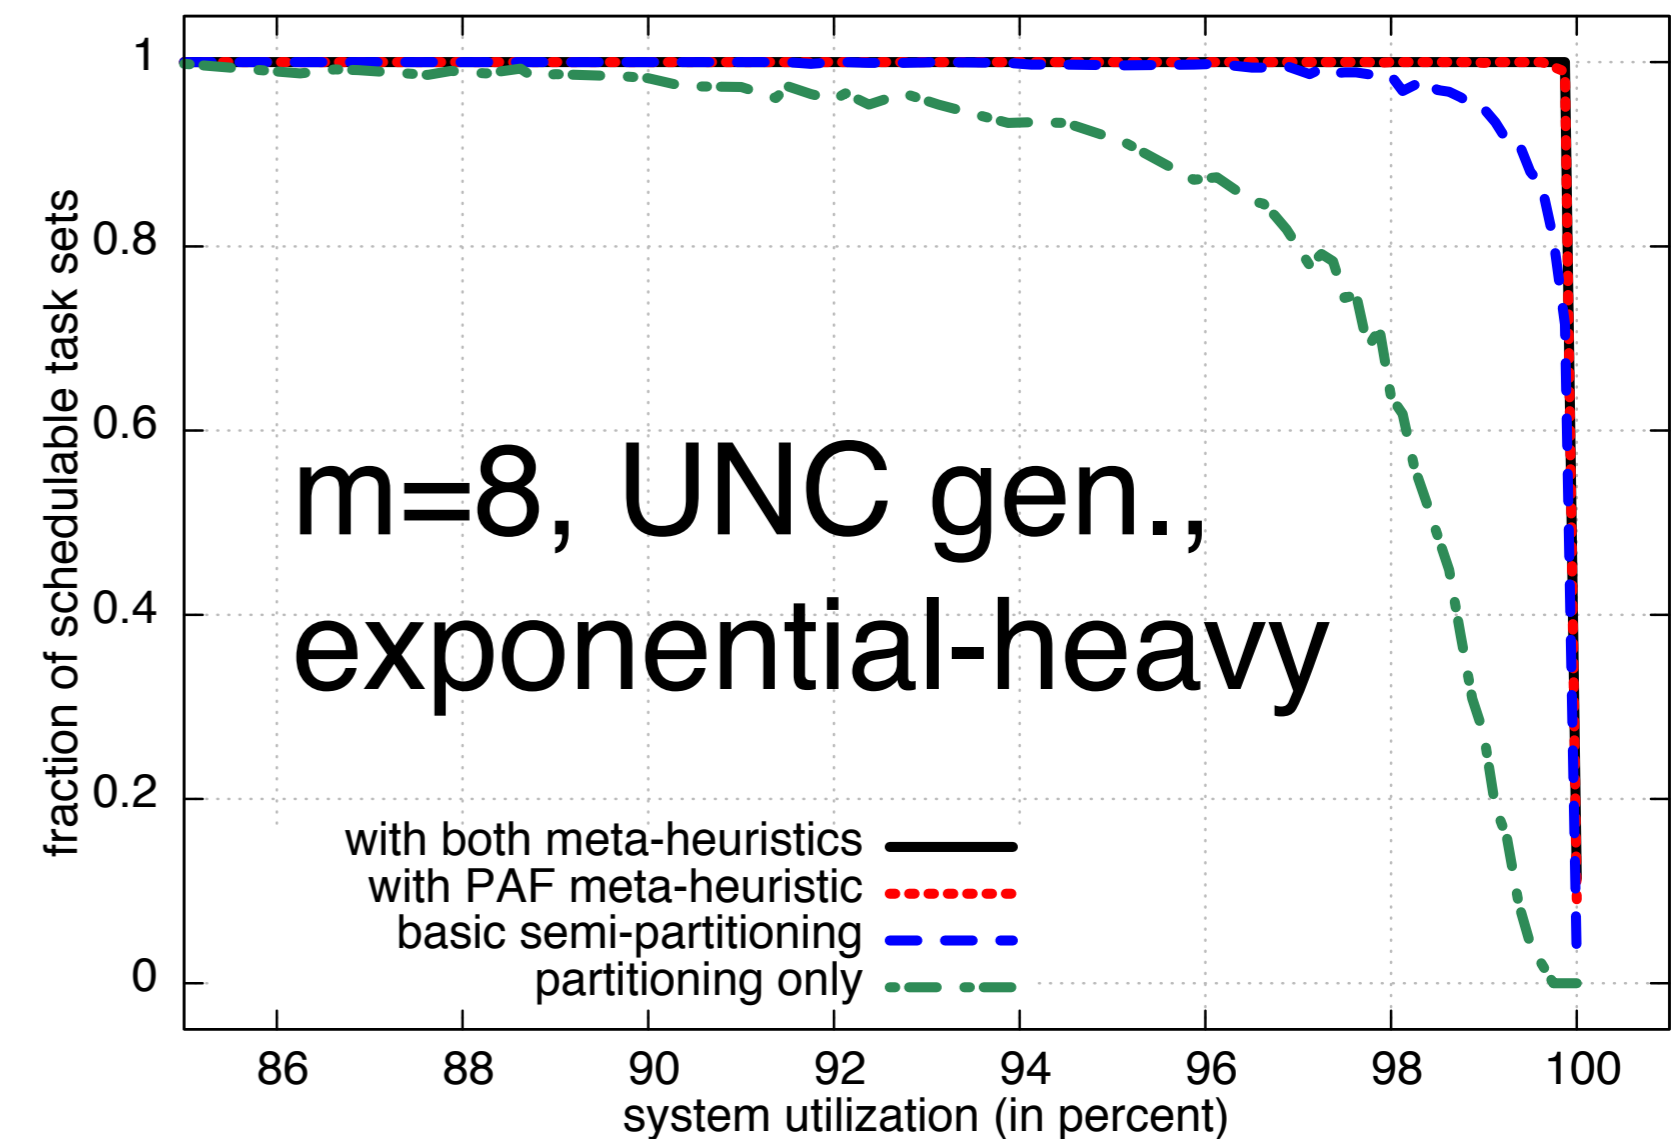 fraction of schedulable task sets
1
0.8
0.6
0.4
0.2
0
m=8, UNC gen.,
exponential-heavy
with both meta-heuristics
with PAF meta-heuristic
basic semi-partitioning
partitioning only
86 88 90 92 94 96 98 100
system utilization (in percent)